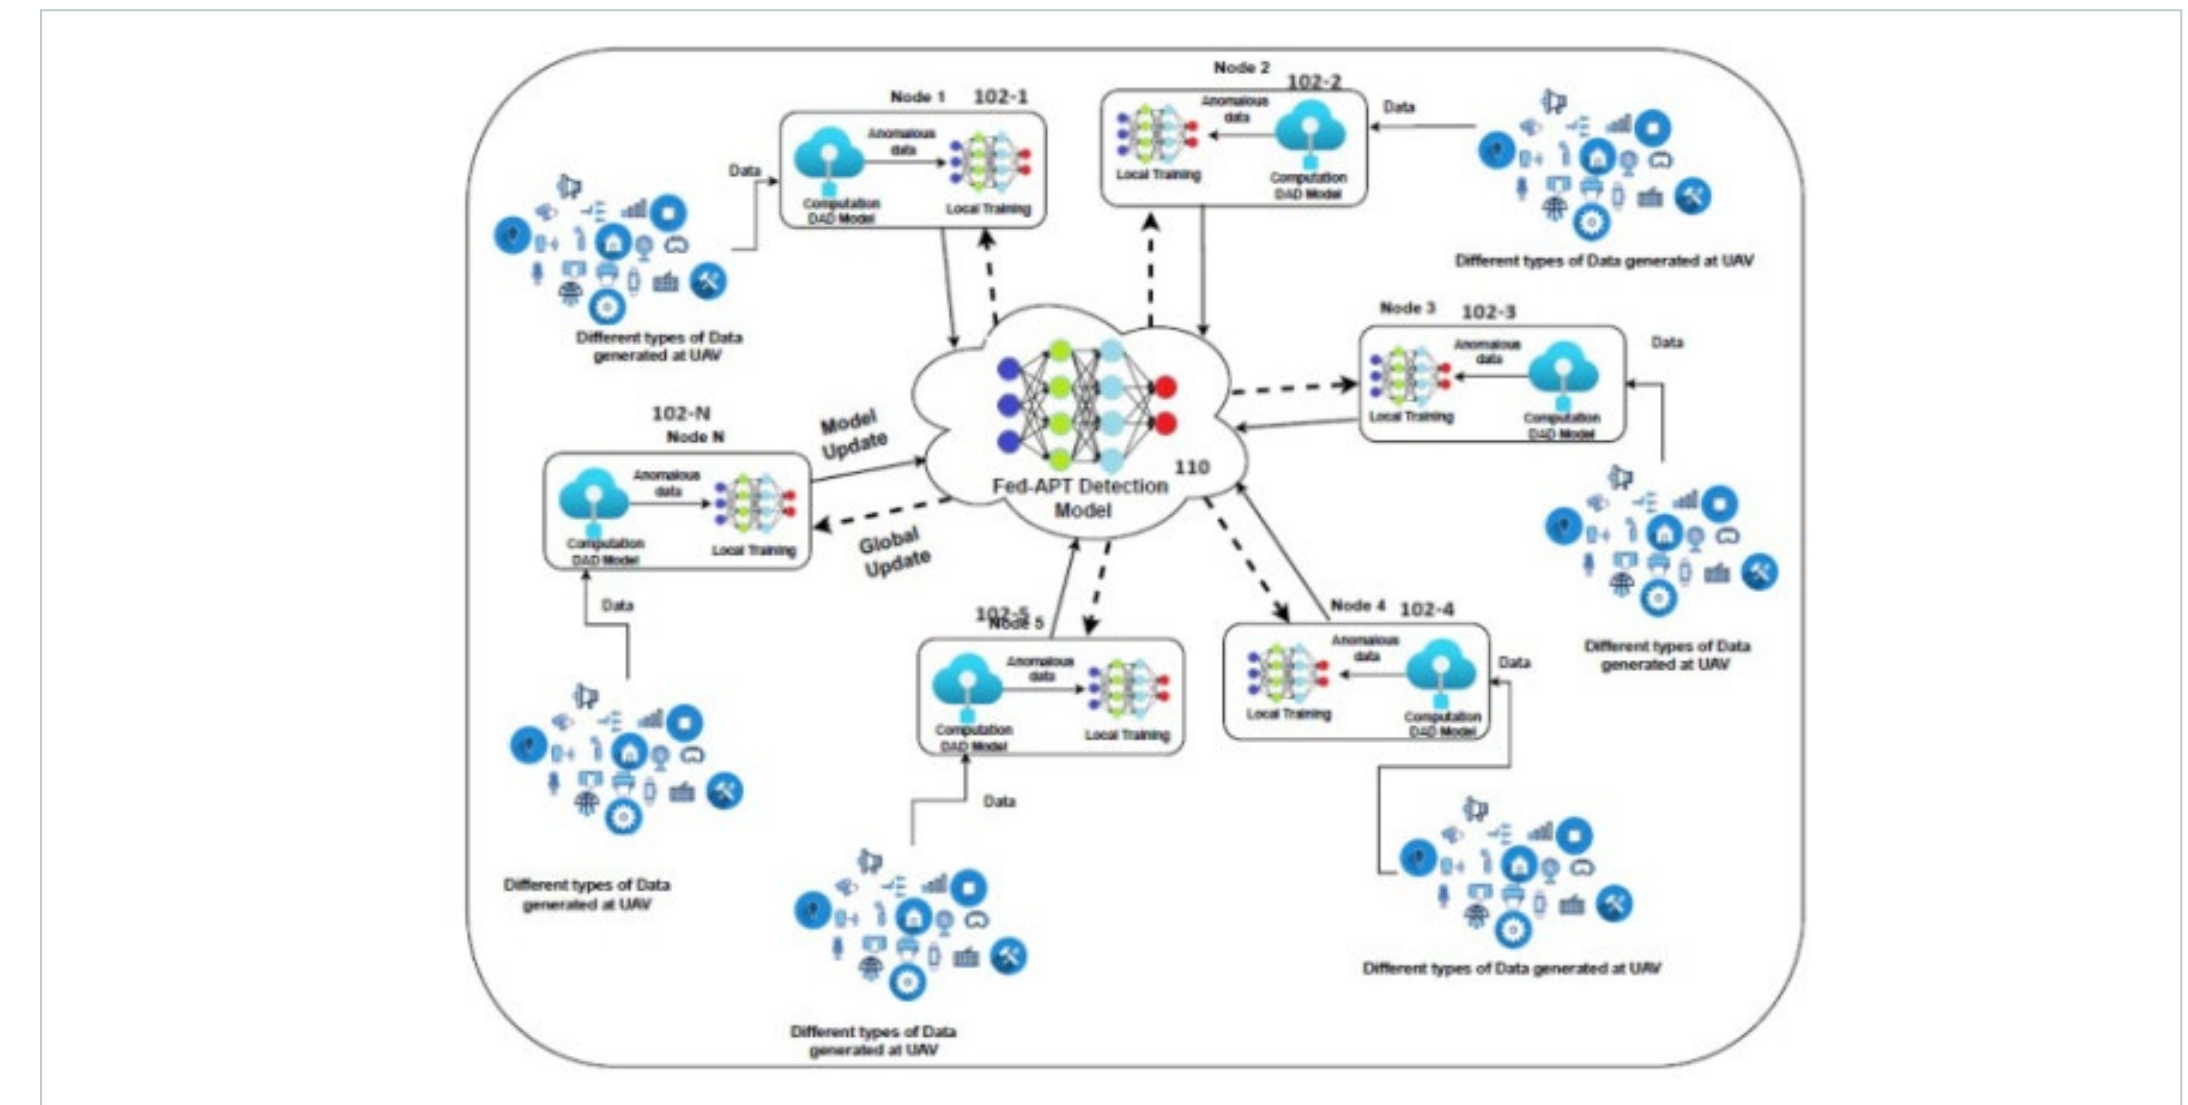 Node 1 102-1
Anomalous
data
Data
Computation
DAD Model
Local Training
Different types of Data
generated at UAV
Node 2
102-2
Anomalous
data
Data
Local Training
Computation
DAD Model
Different types of Data generated at UAV
Node 3 102-3
Anomalous
data
Data
Local Training
Computation
DAD Model
Different types of Data
generated at UAV
102-N
Node N
Anomalous
data
Computation
DAD Model
Local Training
Data
Different types of Data
generated at UAV
Model
Update
Global
Update
110
Fed-APT Detection
Model
102-5
Node 5
Anomalous
data
Computation
DAD Model
Local Training
Data
Different types of Data
generated at UAV
Node 4 102-4
Anomalous
data
Data
Local Training
Computation
DAD Model
Different types of Data generated at UAV